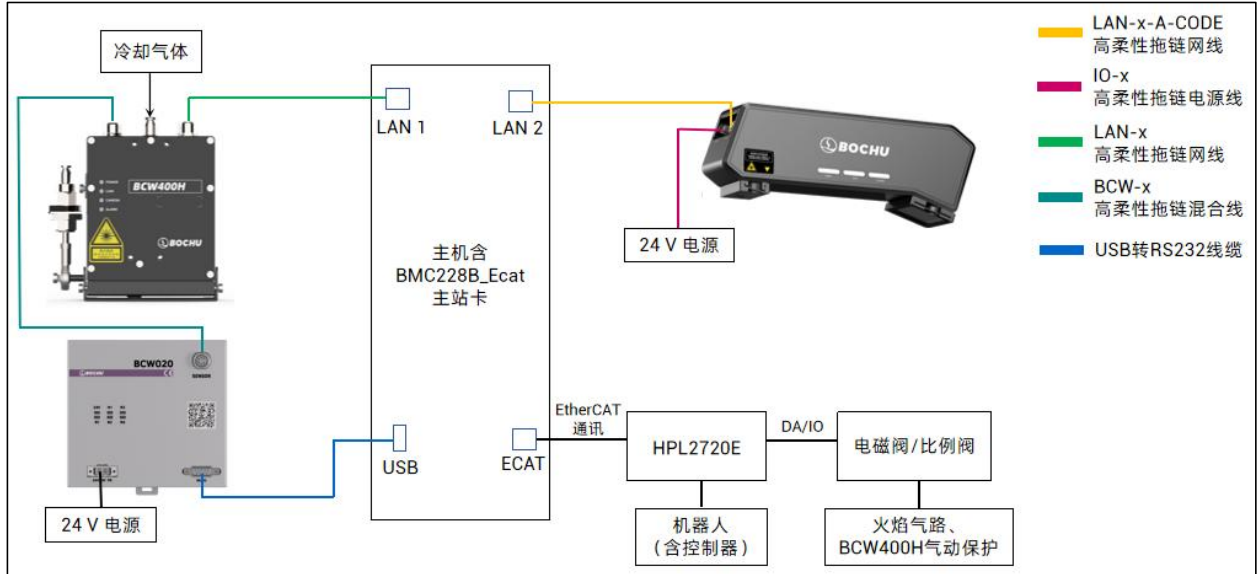 冷却气体
LAN 1
LAN 2
BCW400H
BOCHU
BOCHU
24 V 电源
主机含
BMC228B_Ecat
主站卡
BCW020
BOCHU
SENSOR
USB
ECAT
24 V 电源
EtherCAT
通讯
HPL2720E
DA/IO
电磁阀/比例阀
机器人
(含控制器)
火焰气路、
BCW400H气动保护
LAN-x-A-CODE
高柔性拖链网线
IO-x
高柔性拖链电源线
LAN-x
高柔性拖链网线
BCW-x
高柔性拖链混合线
USB转RS232线缆